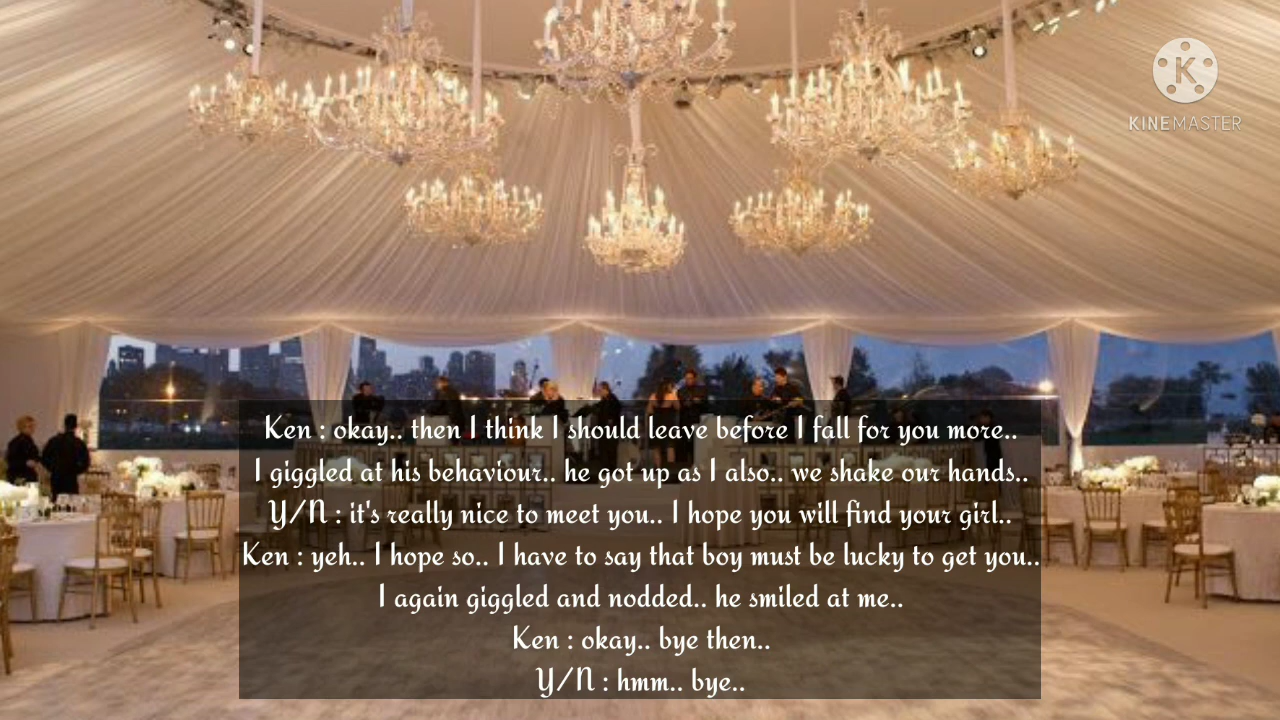 KINEMASTER
Ken : okay.. then I think I should leave before I fall for you more..
I giggled at his behaviour.. he got up as I also.. we shake our hands..
Y/N : it's really nice to meet you.. I hope you will find your girl..
Ken : yeh.. I hope so.. I have to say that boy must be lucky to get you..
I again giggled and nodded.. he smiled at me..
Ken : okay.. bye then..
Y/N : hmm.. bye..